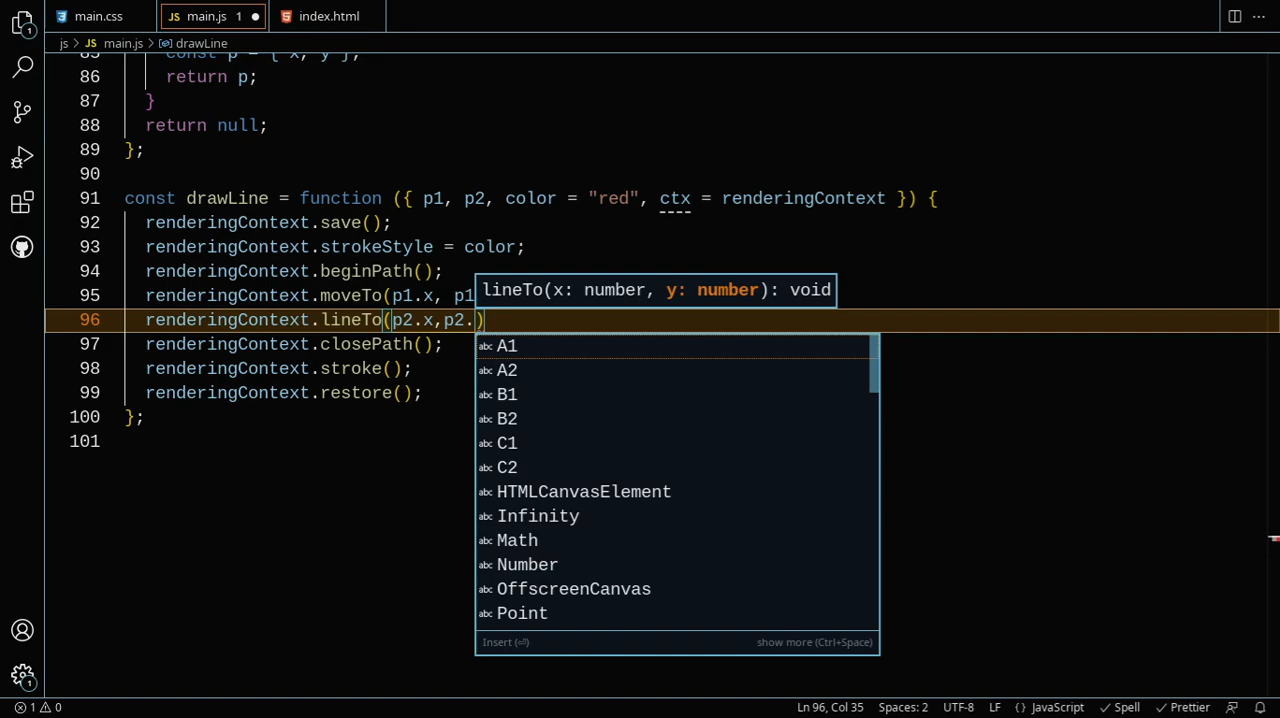 main.css
JS main.js 1
index.html
js > JS main.js > drawLine
85 const p = { x, y };
86 return p;
87 }
88 return null;
89 };
90
91 const drawLine = function ({ p1, p2, color = "red", ctx = renderingContext }) {
92 renderingContext.save();
93 renderingContext.strokeStyle = color;
94 renderingContext.beginPath();
95 renderingContext.moveTo(p1.x, p1
lineTo(x: number, y: number): void
96 renderingContext.lineTo(p2.x,p2.)
97 renderingContext.closePath();
98 renderingContext.stroke();
99 renderingContext.restore();
100 };
101
abc A1
abc A2
abc B1
abc B2
abc C1
abc C2
abc HTMLCanvasElement
abc Infinity
abc Math
abc Number
abc OffscreenCanvas
abc Point
Insert (⏎) show more (Ctrl+Space)
1
1
1 0
Ln 96, Col 35 Spaces: 2 UTF-8 LF {} JavaScript ✓ Spell ✓ Prettier